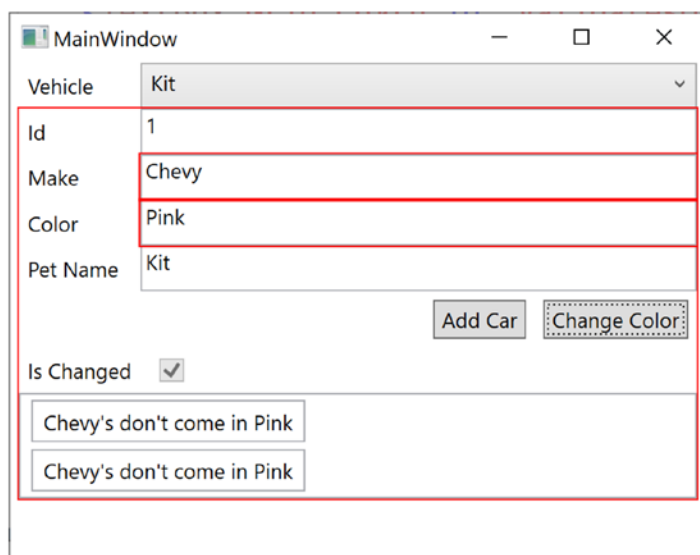 MainWindow
Vehicle Kit
Id 1
Make Chevy
Color Pink
Pet Name Kit
Add Car Change Color
Is Changed
Chevy's don't come in Pink
Chevy's don't come in Pink